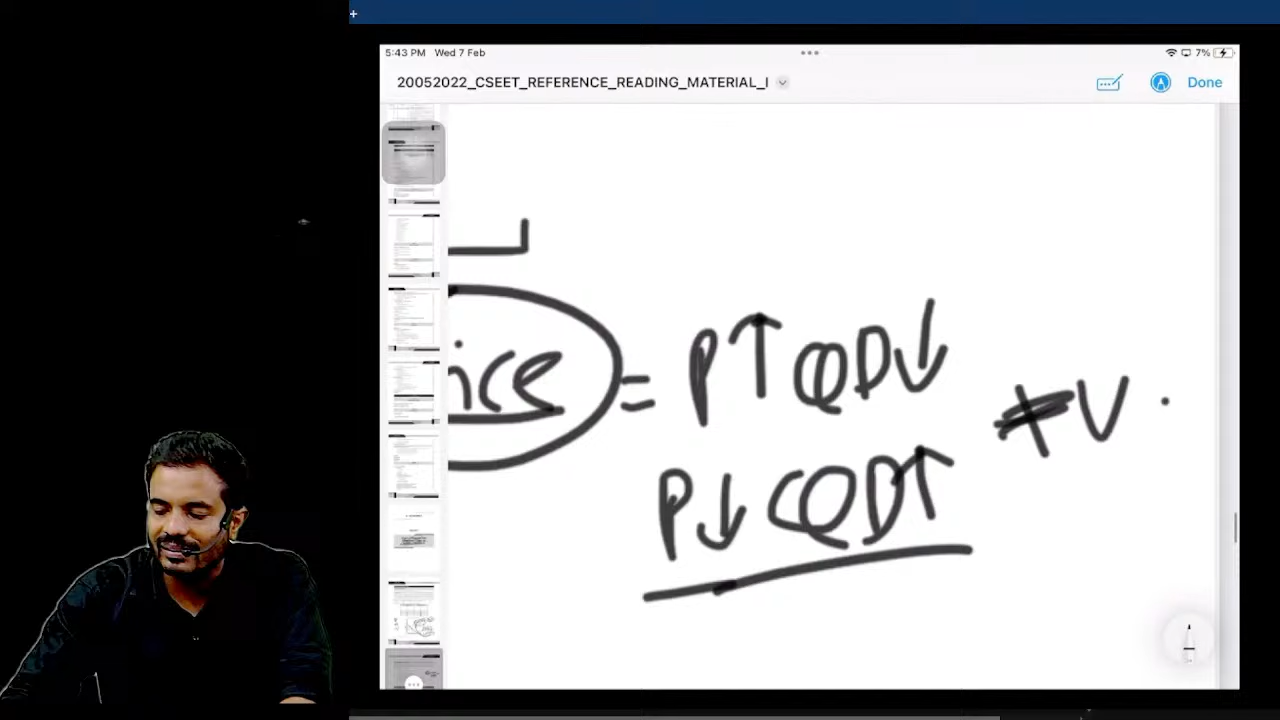 5:43 PM Wed 7 Feb
7%
20052022_CSEET_REFERENCE_READING_MATERIAL_I
Done
ice = P↑ QD↓
P↓ QD↑
V